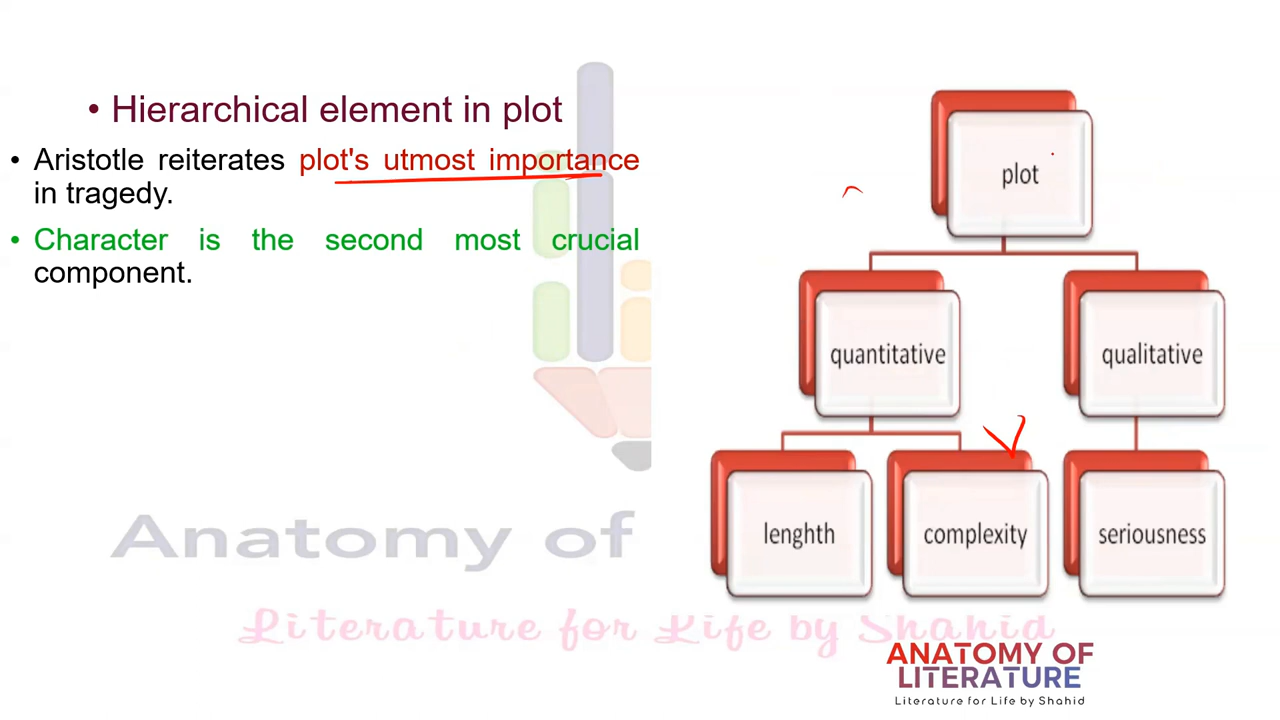 • Hierarchical element in plot
• Aristotle reiterates plot's utmost importance
in tragedy.
• Character is the second most crucial
component.
plot
quantitative
qualitative
lenghth
complexity
seriousness
Anatomy of
Literature for Life by Shahid
ANATOMY OF
LITERATURE
Literature for Life by Shahid